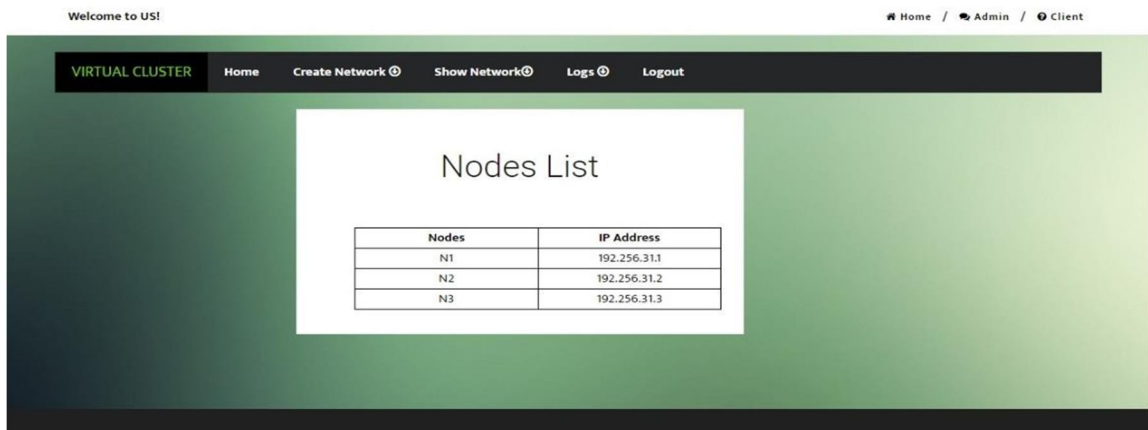 Welcome to US! Home / Admin / Client
VIRTUAL CLUSTER Home Create Network Show Network Logs Logout
Nodes List
Nodes IP Address
N1 192.256.31.1
N2 192.256.31.2
N3 192.256.31.3